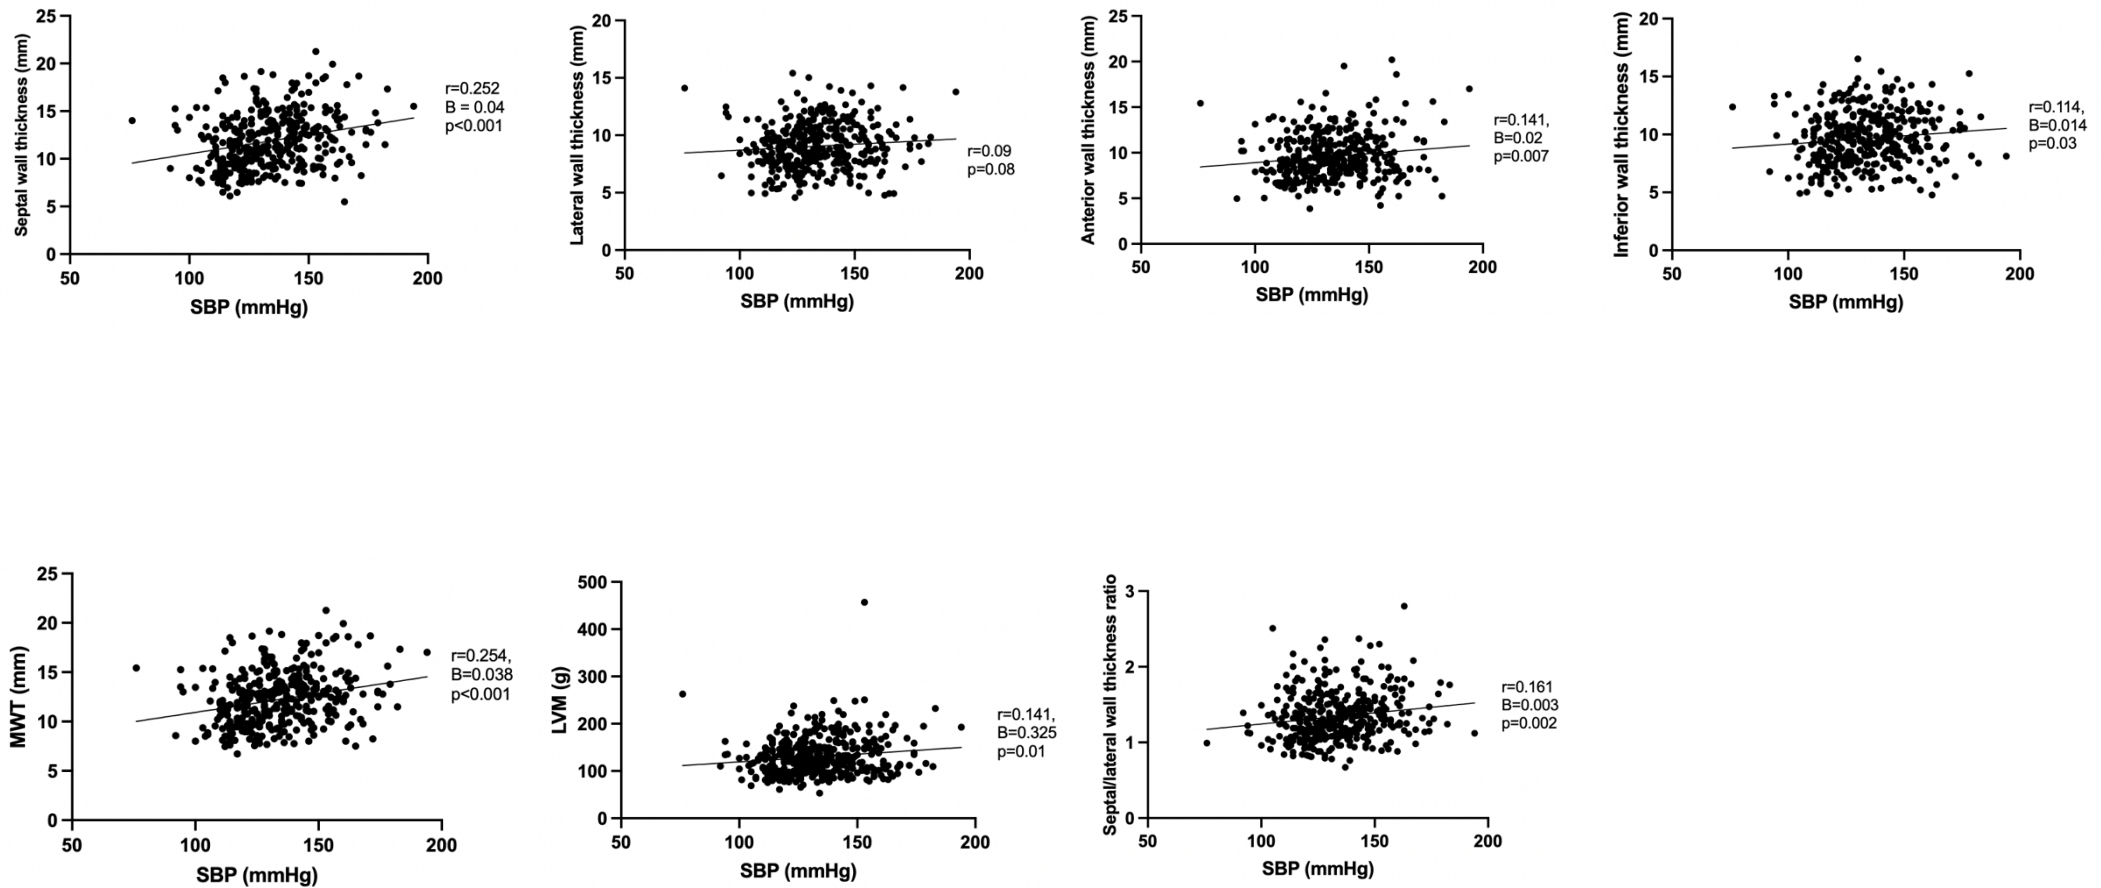 Septal wall thickness (mm)
25
20
15
10
5
0
50
100
150
200
SBP (mmHg)
r=0.252
B = 0.04
p<0.001
Lateral wall thickness (mm)
20
15
10
5
0
50
100
150
200
SBP (mmHg)
r=0.09
p=0.08
Anterior wall thickness (mm)
25
20
15
10
5
0
50
100
150
200
SBP (mmHg)
r=0.141,
B=0.02
p=0.007
Inferior wall thickness (mm)
20
15
10
5
0
50
100
150
200
SBP (mmHg)
r=0.114,
B=0.014
p=0.03
MWT (mm)
25
20
15
10
5
0
50
100
150
200
SBP (mmHg)
r=0.254,
B=0.038
p<0.001
LVM (g)
500
400
300
200
100
0
50
100
150
200
SBP (mmHg)
r=0.141,
B=0.325
p=0.01
Septal/lateral wall thickness ratio
3
2
1
0
50
100
150
200
SBP (mmHg)
r=0.161
B=0.003
p=0.002